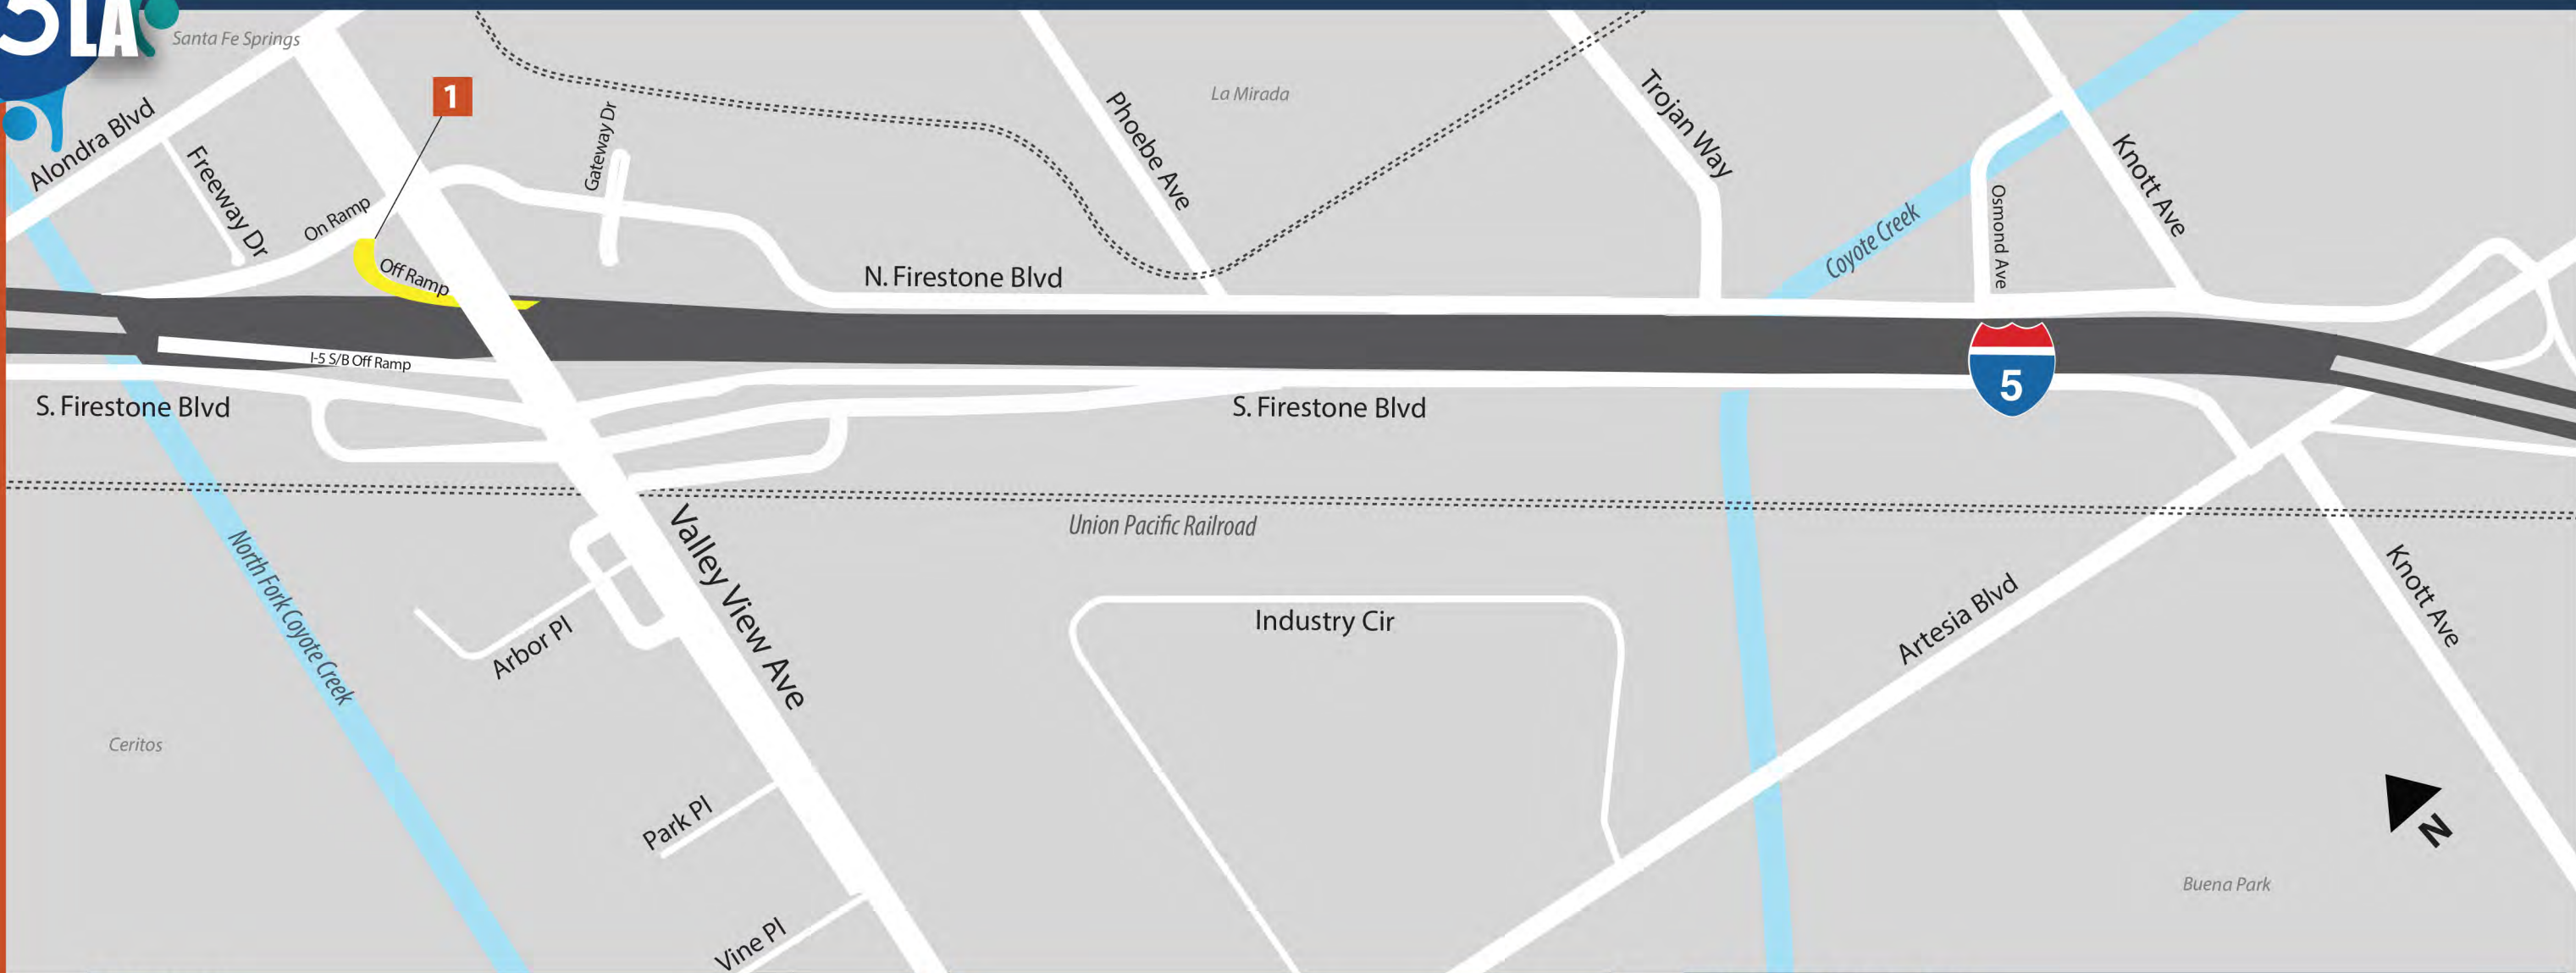 5LA
Santa Fe Springs
1
Alondra Blvd
Freeway Dr
On Ramp
Off Ramp
Gateway Dr
Phoebe Ave
La Mirada
Trojan Way
Knott Ave
Osmond Ave
Coyote Creek
N. Firestone Blvd
I-5 S/B Off Ramp
5
S. Firestone Blvd
S. Firestone Blvd
Union Pacific Railroad
North Fork Coyote Creek
Valley View Ave
Arbor Pl
Industry Cir
Artesia Blvd
Knott Ave
Ceritos
Park Pl
Vine Pl
N
Buena Park